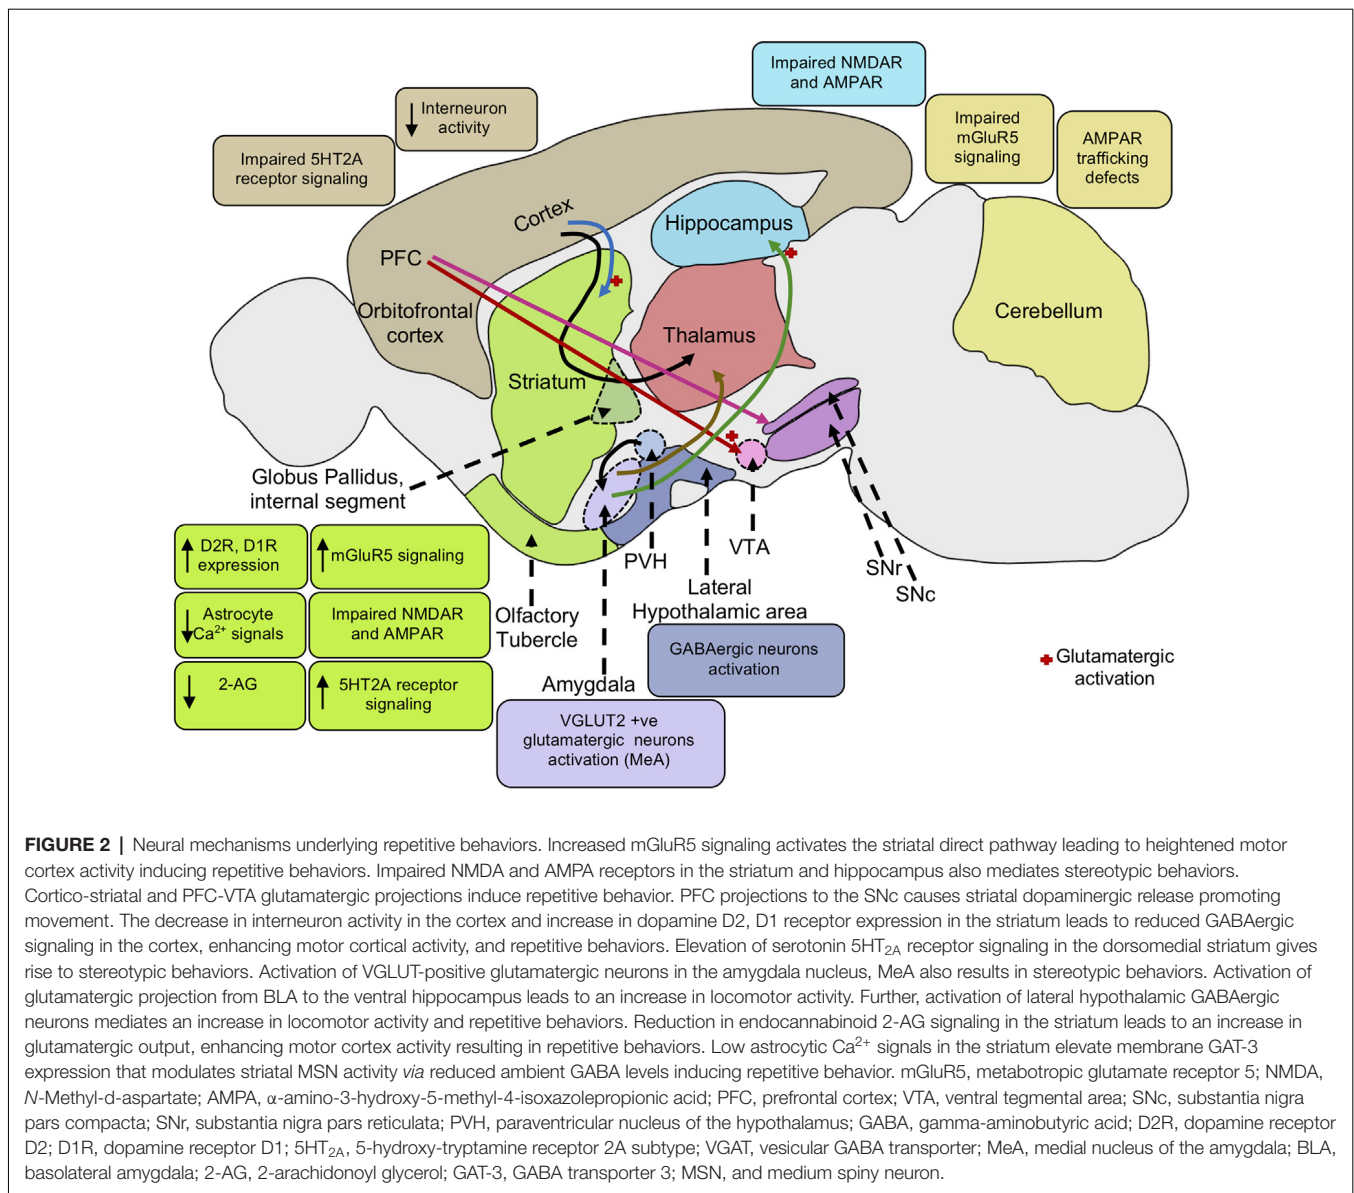 Impaired NMDAR
and AMPAR
↓ Interneuron
activity
Impaired 5HT2A
receptor signaling
Impaired
mGluR5
signaling
AMPAR
trafficking
defects
Cortex
Hippocampus
PFC
Orbitofrontal
cortex
Thalamus
Cerebellum
Striatum
Globus Pallidus,
internal segment
↑ D2R, D1R
expression
↑ mGluR5 signaling
↓ Astrocyte
Ca²⁺ signals
Impaired NMDAR
and AMPAR
↓ 2-AG
↑ 5HT2A receptor
signaling
Olfactory
Tubercle
PVH
VTA
SNr
SNc
Lateral
Hypothalamic area
GABAergic neurons
activation
Amygdala
VGLUT2 +ve
glutamatergic neurons
activation (MeA)
Glutamatergic
activation
FIGURE 2 | Neural mechanisms underlying repetitive behaviors. Increased mGluR5 signaling activates the striatal direct pathway leading to heightened motor
cortex activity inducing repetitive behaviors. Impaired NMDA and AMPA receptors in the striatum and hippocampus also mediates stereotypic behaviors.
Cortico-striatal and PFC-VTA glutamatergic projections induce repetitive behavior. PFC projections to the SNc causes striatal dopaminergic release promoting
movement. The decrease in interneuron activity in the cortex and increase in dopamine D2, D1 receptor expression in the striatum leads to reduced GABAergic
signaling in the cortex, enhancing motor cortical activity, and repetitive behaviors. Elevation of serotonin 5HT₂A receptor signaling in the dorsomedial striatum gives
rise to stereotypic behaviors. Activation of VGLUT-positive glutamatergic neurons in the amygdala nucleus, MeA also results in stereotypic behaviors. Activation of
glutamatergic projection from BLA to the ventral hippocampus leads to an increase in locomotor activity. Further, activation of lateral hypothalamic GABAergic
neurons mediates an increase in locomotor activity and repetitive behaviors. Reduction in endocannabinoid 2-AG signaling in the striatum leads to an increase in
glutamatergic output, enhancing motor cortex activity resulting in repetitive behaviors. Low astrocytic Ca²⁺ signals in the striatum elevate membrane GAT-3
expression that modulates striatal MSN activity via reduced ambient GABA levels inducing repetitive behavior. mGluR5, metabotropic glutamate receptor 5; NMDA,
N-Methyl-d-aspartate; AMPA, α-amino-3-hydroxy-5-methyl-4-isoxazolepropionic acid; PFC, prefrontal cortex; VTA, ventral tegmental area; SNc, substantia nigra
pars compacta; SNr, substantia nigra pars reticulata; PVH, paraventricular nucleus of the hypothalamus; GABA, gamma-aminobutyric acid; D2R, dopamine receptor
D2; D1R, dopamine receptor D1; 5HT₂A, 5-hydroxy-tryptamine receptor 2A subtype; VGAT, vesicular GABA transporter; MeA, medial nucleus of the amygdala; BLA,
basolateral amygdala; 2-AG, 2-arachidonoyl glycerol; GAT-3, GABA transporter 3; MSN, and medium spiny neuron.